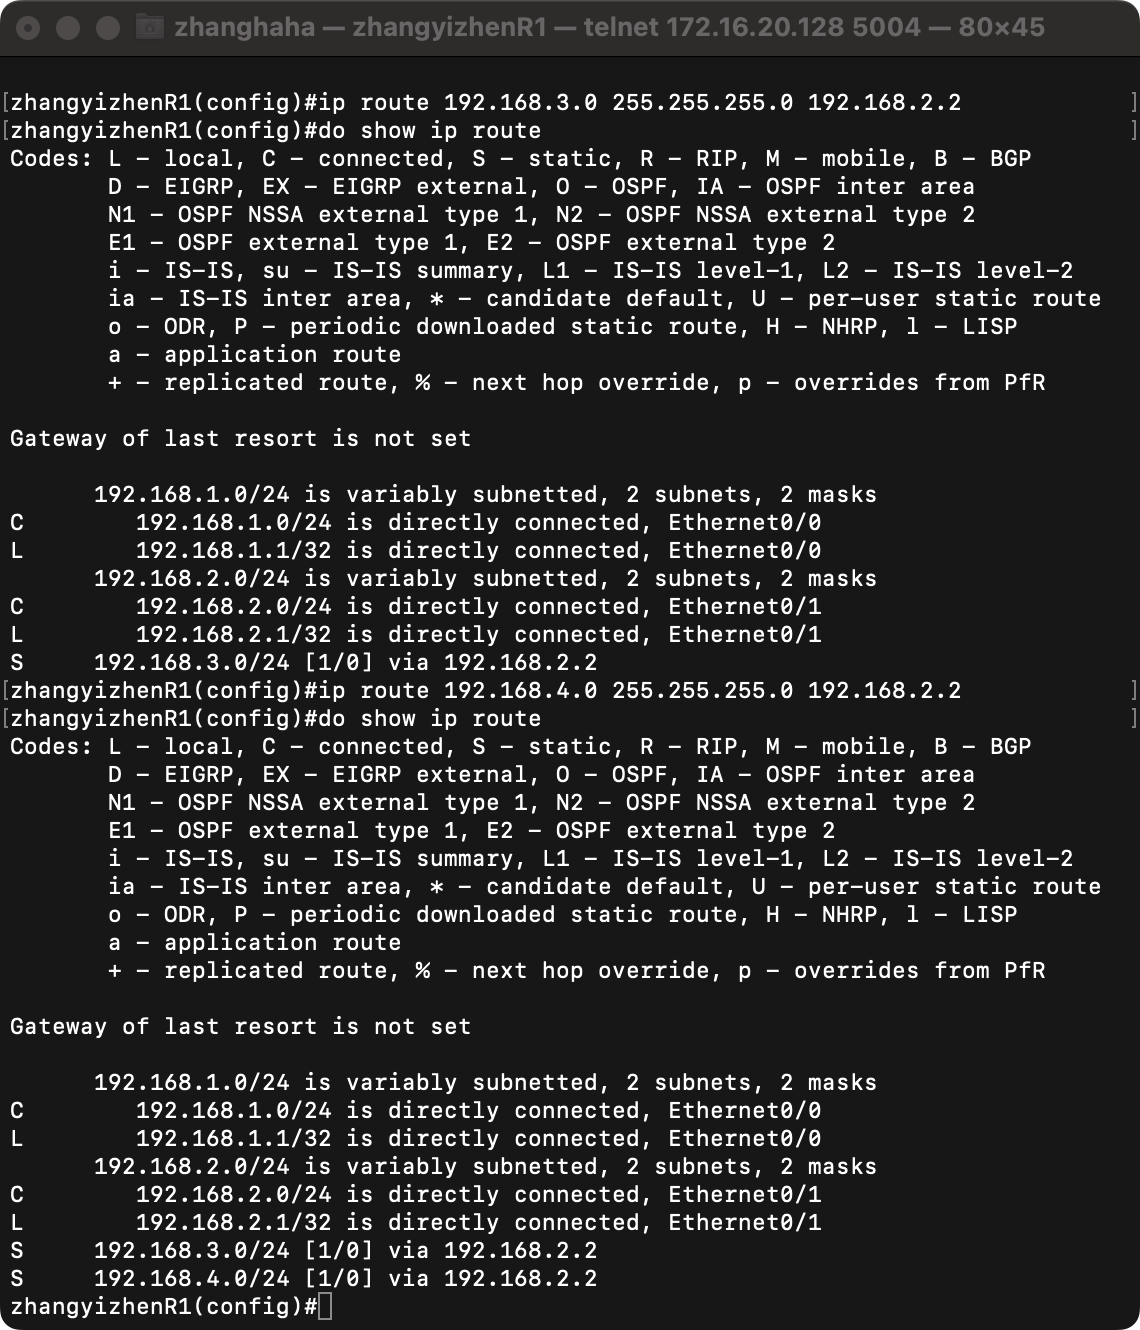 zhanghaha — zhangyizhenR1 — telnet 172.16.20.128 5004 — 80×45
[zhangyizhenR1(config)#ip route 192.168.3.0 255.255.255.0 192.168.2.2 ]
[zhangyizhenR1(config)#do show ip route ]
Codes: L - local, C - connected, S - static, R - RIP, M - mobile, B - BGP
D - EIGRP, EX - EIGRP external, O - OSPF, IA - OSPF inter area
N1 - OSPF NSSA external type 1, N2 - OSPF NSSA external type 2
E1 - OSPF external type 1, E2 - OSPF external type 2
i - IS-IS, su - IS-IS summary, L1 - IS-IS level-1, L2 - IS-IS level-2
ia - IS-IS inter area, * - candidate default, U - per-user static route
o - ODR, P - periodic downloaded static route, H - NHRP, l - LISP
a - application route
+ - replicated route, % - next hop override, p - overrides from PfR
Gateway of last resort is not set
192.168.1.0/24 is variably subnetted, 2 subnets, 2 masks
C 192.168.1.0/24 is directly connected, Ethernet0/0
L 192.168.1.1/32 is directly connected, Ethernet0/0
192.168.2.0/24 is variably subnetted, 2 subnets, 2 masks
C 192.168.2.0/24 is directly connected, Ethernet0/1
L 192.168.2.1/32 is directly connected, Ethernet0/1
S 192.168.3.0/24 [1/0] via 192.168.2.2
[zhangyizhenR1(config)#ip route 192.168.4.0 255.255.255.0 192.168.2.2 ]
[zhangyizhenR1(config)#do show ip route ]
Codes: L - local, C - connected, S - static, R - RIP, M - mobile, B - BGP
D - EIGRP, EX - EIGRP external, O - OSPF, IA - OSPF inter area
N1 - OSPF NSSA external type 1, N2 - OSPF NSSA external type 2
E1 - OSPF external type 1, E2 - OSPF external type 2
i - IS-IS, su - IS-IS summary, L1 - IS-IS level-1, L2 - IS-IS level-2
ia - IS-IS inter area, * - candidate default, U - per-user static route
o - ODR, P - periodic downloaded static route, H - NHRP, l - LISP
a - application route
+ - replicated route, % - next hop override, p - overrides from PfR
Gateway of last resort is not set
192.168.1.0/24 is variably subnetted, 2 subnets, 2 masks
C 192.168.1.0/24 is directly connected, Ethernet0/0
L 192.168.1.1/32 is directly connected, Ethernet0/0
192.168.2.0/24 is variably subnetted, 2 subnets, 2 masks
C 192.168.2.0/24 is directly connected, Ethernet0/1
L 192.168.2.1/32 is directly connected, Ethernet0/1
S 192.168.3.0/24 [1/0] via 192.168.2.2
S 192.168.4.0/24 [1/0] via 192.168.2.2
zhangyizhenR1(config)#